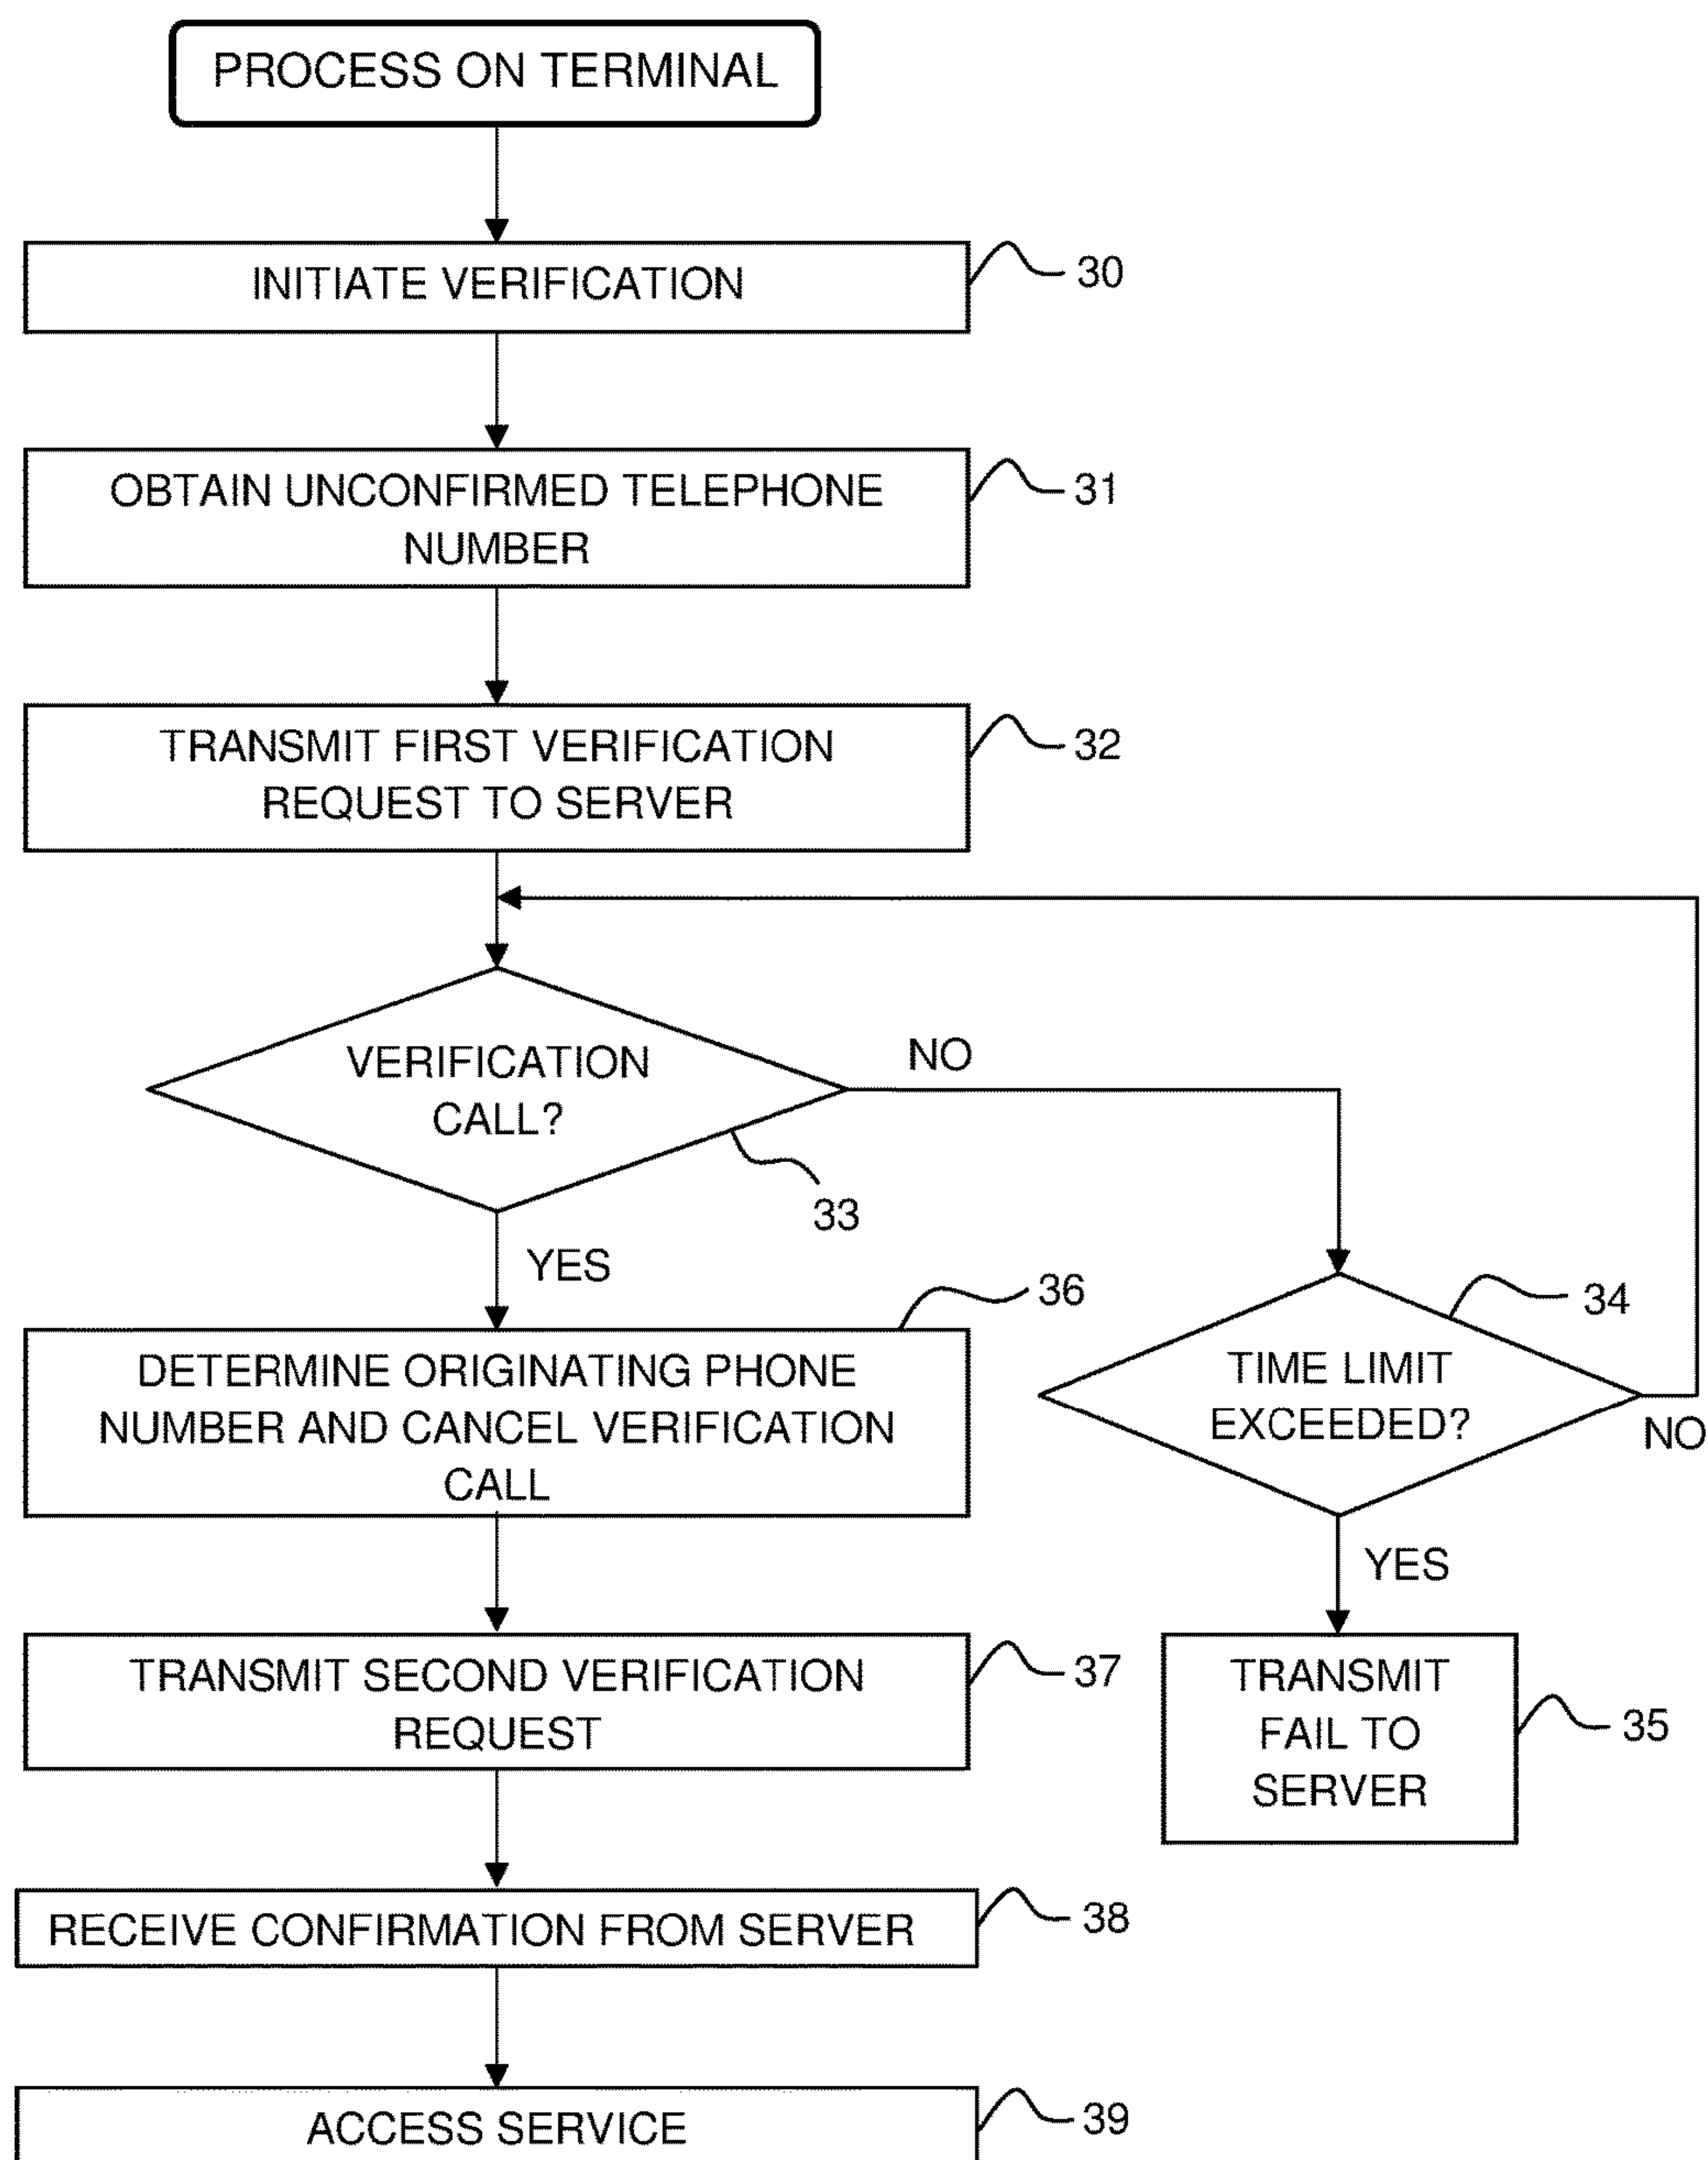 PROCESS ON TERMINAL
INITIATE VERIFICATION
30
OBTAIN UNCONFIRMED TELEPHONE
NUMBER
31
TRANSMIT FIRST VERIFICATION
REQUEST TO SERVER
32
VERIFICATION
CALL?
NO
33
YES
36
DETERMINE ORIGINATING PHONE
NUMBER AND CANCEL VERIFICATION
CALL
34
TIME LIMIT
EXCEEDED?
NO
YES
TRANSMIT SECOND VERIFICATION
REQUEST
37
TRANSMIT
FAIL TO
SERVER
35
RECEIVE CONFIRMATION FROM SERVER
38
ACCESS SERVICE
39